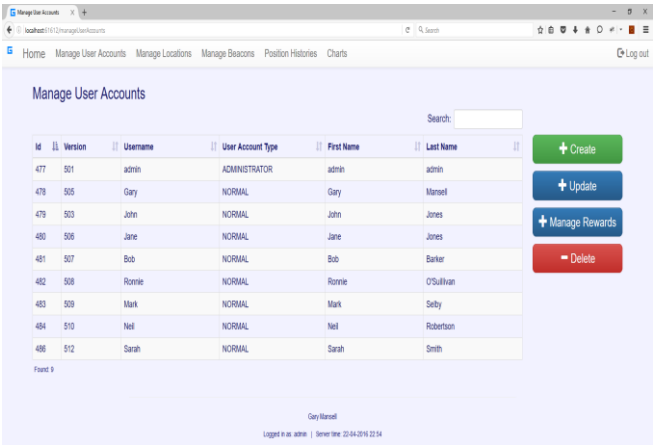 Manage User Accounts
localhost:61612/manageUserAccounts
Search
Home Manage User Accounts Manage Locations Manage Beacons Position Histories Charts Log out
Manage User Accounts
Search:
Id Version Username User Account Type First Name Last Name
477 501 admin ADMINISTRATOR admin admin
478 505 Gary NORMAL Gary Mansell
479 503 John NORMAL John Jones
480 506 Jane NORMAL Jane Jones
481 507 Bob NORMAL Bob Barker
482 508 Ronnie NORMAL Ronnie O'Sullivan
483 509 Mark NORMAL Mark Selby
484 510 Neil NORMAL Neil Robertson
486 512 Sarah NORMAL Sarah Smith
Create
Update
Manage Rewards
Delete
Found: 9
Gary Mansell
Logged in as admin | Server time: 22-04-2016 22:54